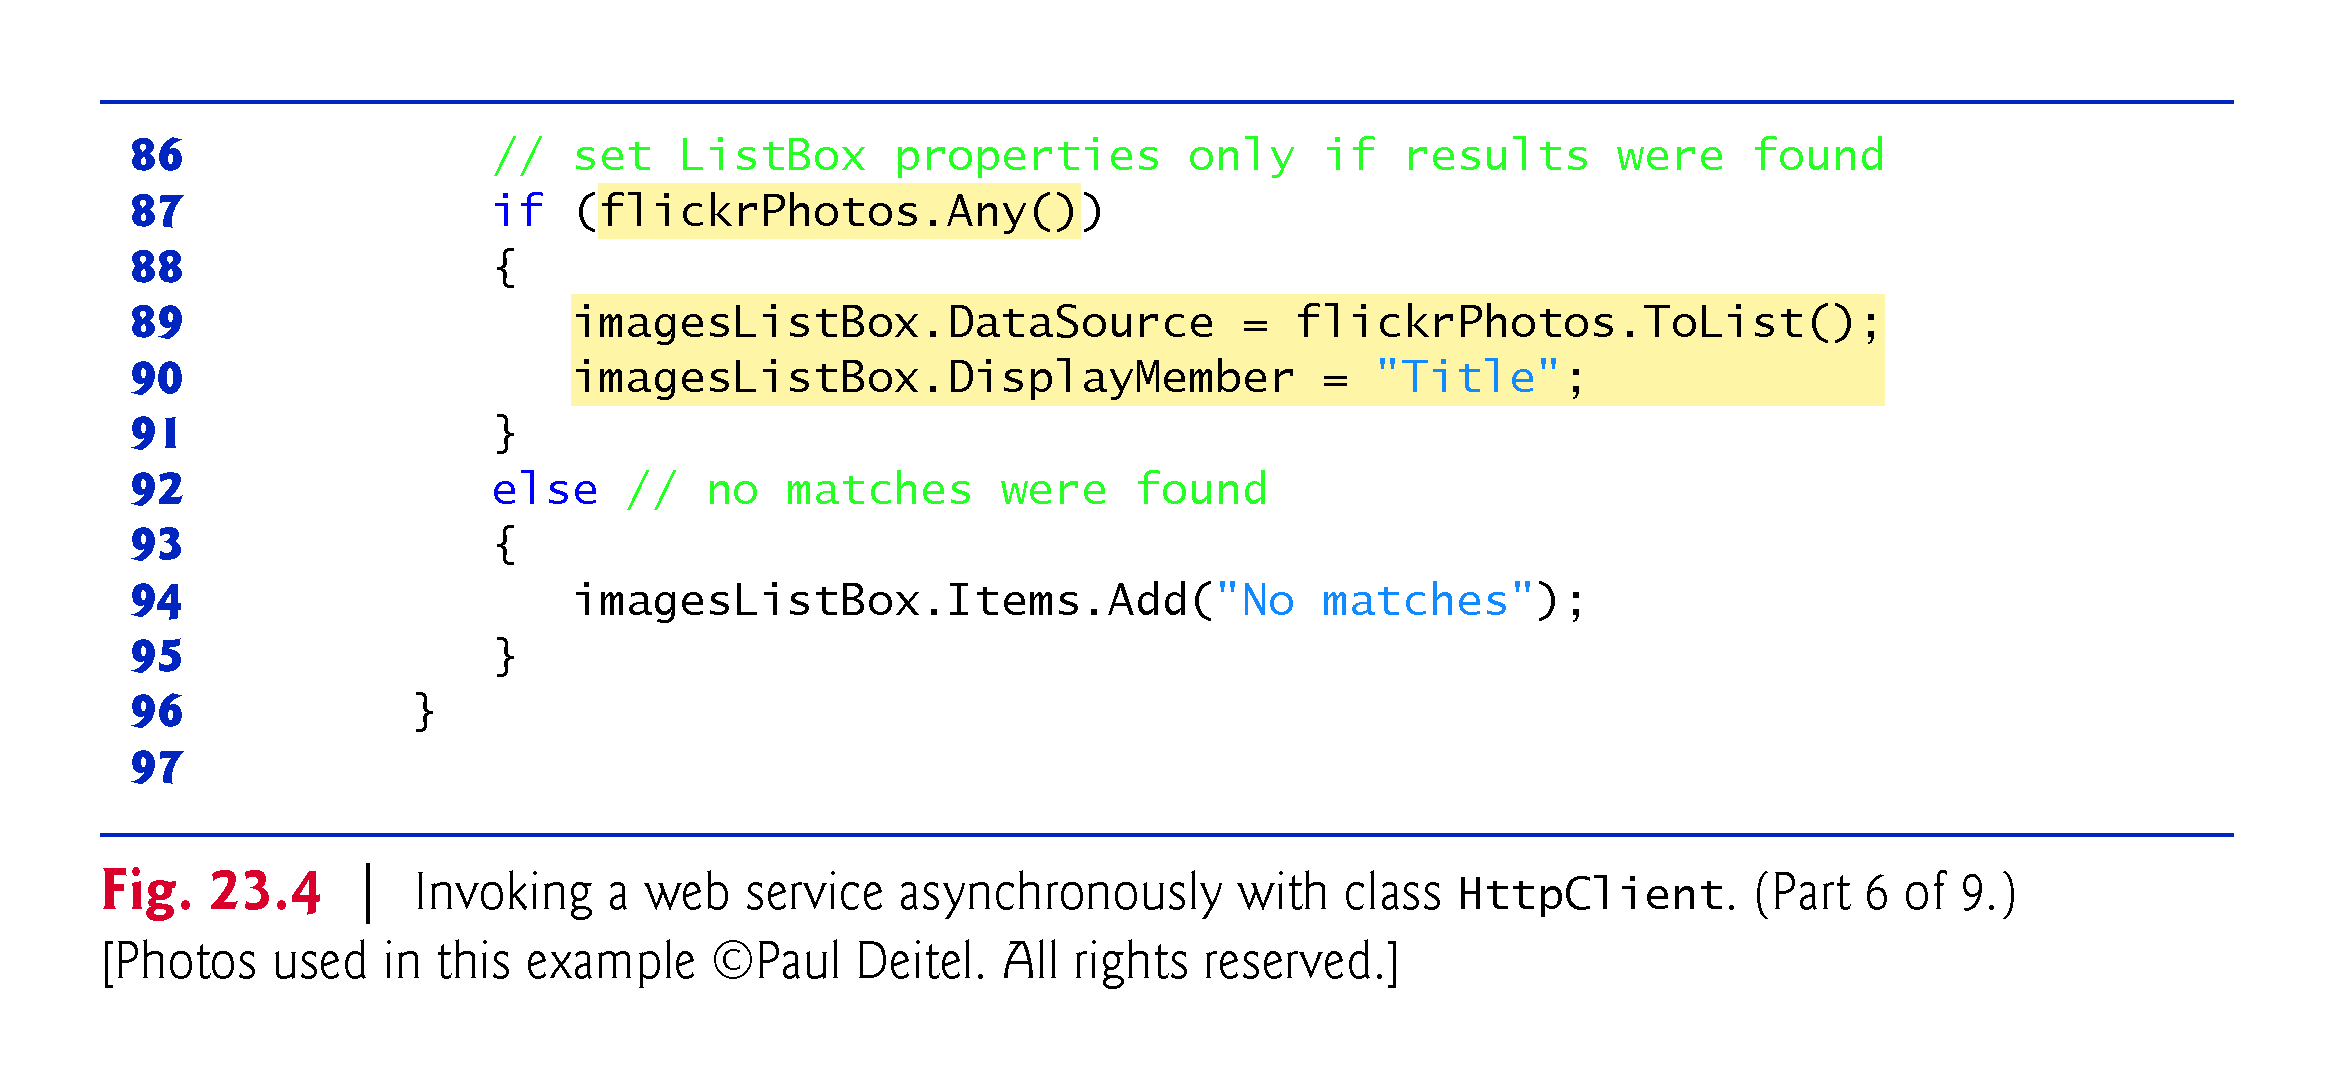 86 // set ListBox properties only if results were found
87 if (flickrPhotos.Any())
88 {
89 imagesListBox.DataSource = flickrPhotos.ToList();
90 imagesListBox.DisplayMember = "Title";
91 }
92 else // no matches were found
93 {
94 imagesListBox.Items.Add("No matches");
95 }
96 }
97
Fig. 23.4 | Invoking a web service asynchronously with class HttpClient. (Part 6 of 9.)
[Photos used in this example ©Paul Deitel. All rights reserved.]